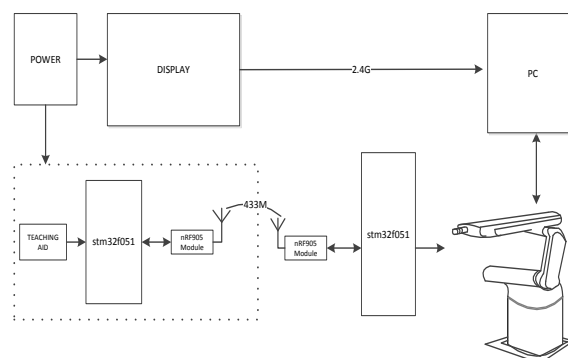 POWER
DISPLAY
2.4G
PC
TEACHING
AID
stm32f051
nRF905
Module
433M
nRF905
Module
stm32f051